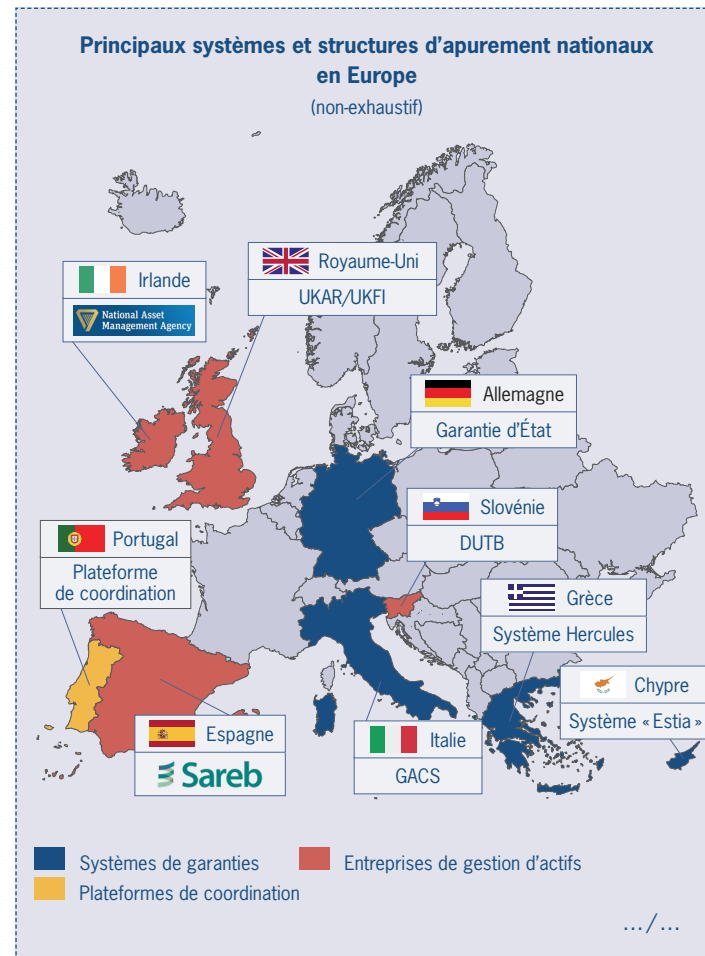 Principaux systèmes et structures d'apurement nationaux
en Europe
(non-exhaustif)
Royaume-Uni
UKAR/UKFI
Irlande
National Asset
Management Agency
Allemagne
Garantie d'État
Slovénie
DUTB
Portugal
Plateforme
de coordination
Grèce
Système Hercules
Chypre
Système « Estia »
Espagne
Sareb
Italie
GACS
Systèmes de garanties
Entreprises de gestion d'actifs
Plateformes de coordination
.../...